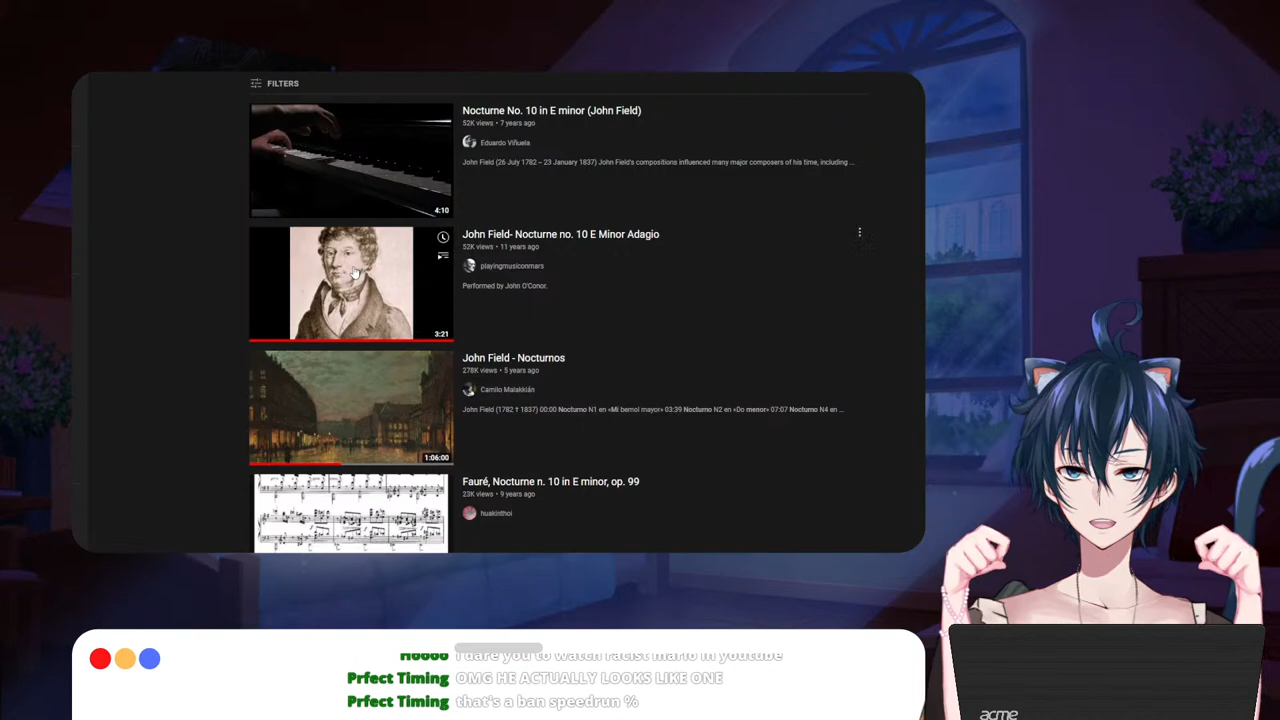 FILTERS
Nocturne No. 10 in E minor (John Field)
52K views • 7 years ago
Eduardo Viñuela
John Field (26 July 1782 – 23 January 1837) John Field's compositions influenced many major composers of his time, including ...
4:10
John Field- Nocturne no. 10 E Minor Adagio
52K views • 11 years ago
playingmusiconmars
Performed by John O'Conor.
3:21
John Field - Nocturnos
278K views • 5 years ago
Camilo Malakkián
John Field (1782 † 1837) 00:00 Nocturno N1 en «Mi bemol mayor» 03:39 Nocturno N2 en «Do menor» 07:07 Nocturno N4 en ...
1:06:00
Fauré, Nocturne n. 10 in E minor, op. 99
23K views • 9 years ago
huakinthoi
Hoooo I dare you to watch racist mario in youtube
Prfect Timing OMG HE ACTUALLY LOOKS LIKE ONE
Prfect Timing that's a ban speedrun %
acme